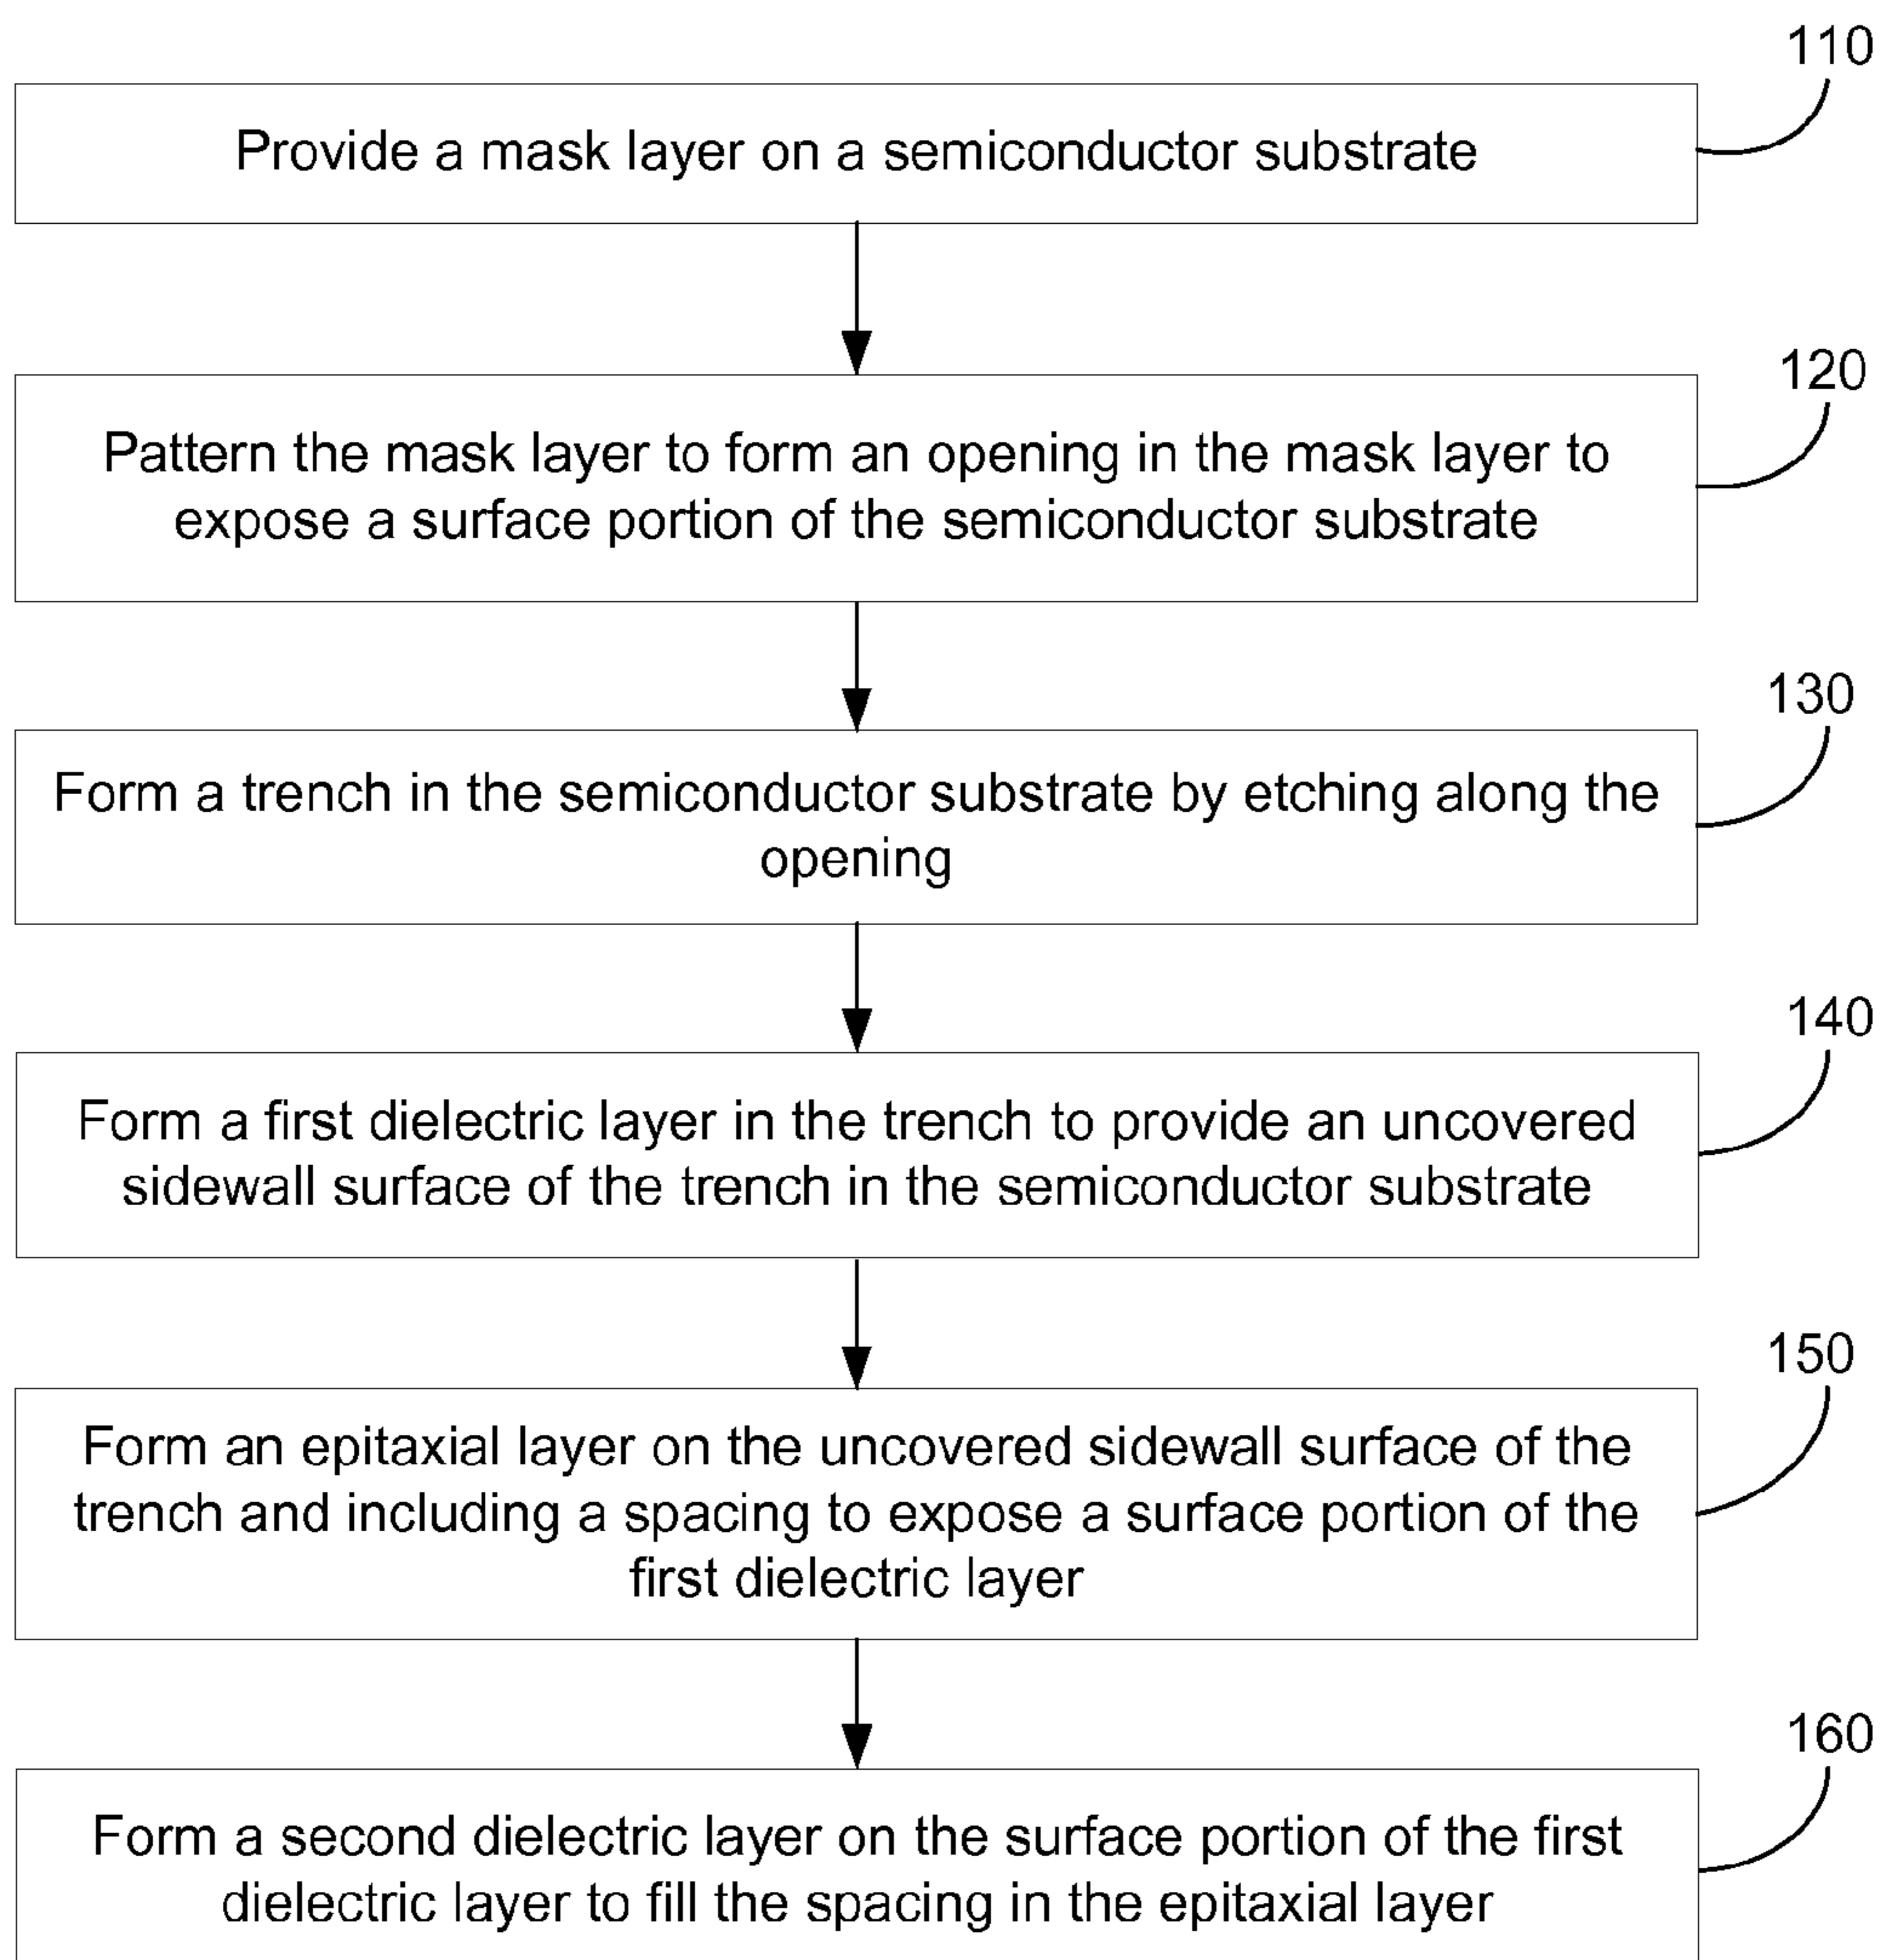 110
Provide a mask layer on a semiconductor substrate
120
Pattern the mask layer to form an opening in the mask layer to
expose a surface portion of the semiconductor substrate
130
Form a trench in the semiconductor substrate by etching along the
opening
140
Form a first dielectric layer in the trench to provide an uncovered
sidewall surface of the trench in the semiconductor substrate
150
Form an epitaxial layer on the uncovered sidewall surface of the
trench and including a spacing to expose a surface portion of the
first dielectric layer
160
Form a second dielectric layer on the surface portion of the first
dielectric layer to fill the spacing in the epitaxial layer